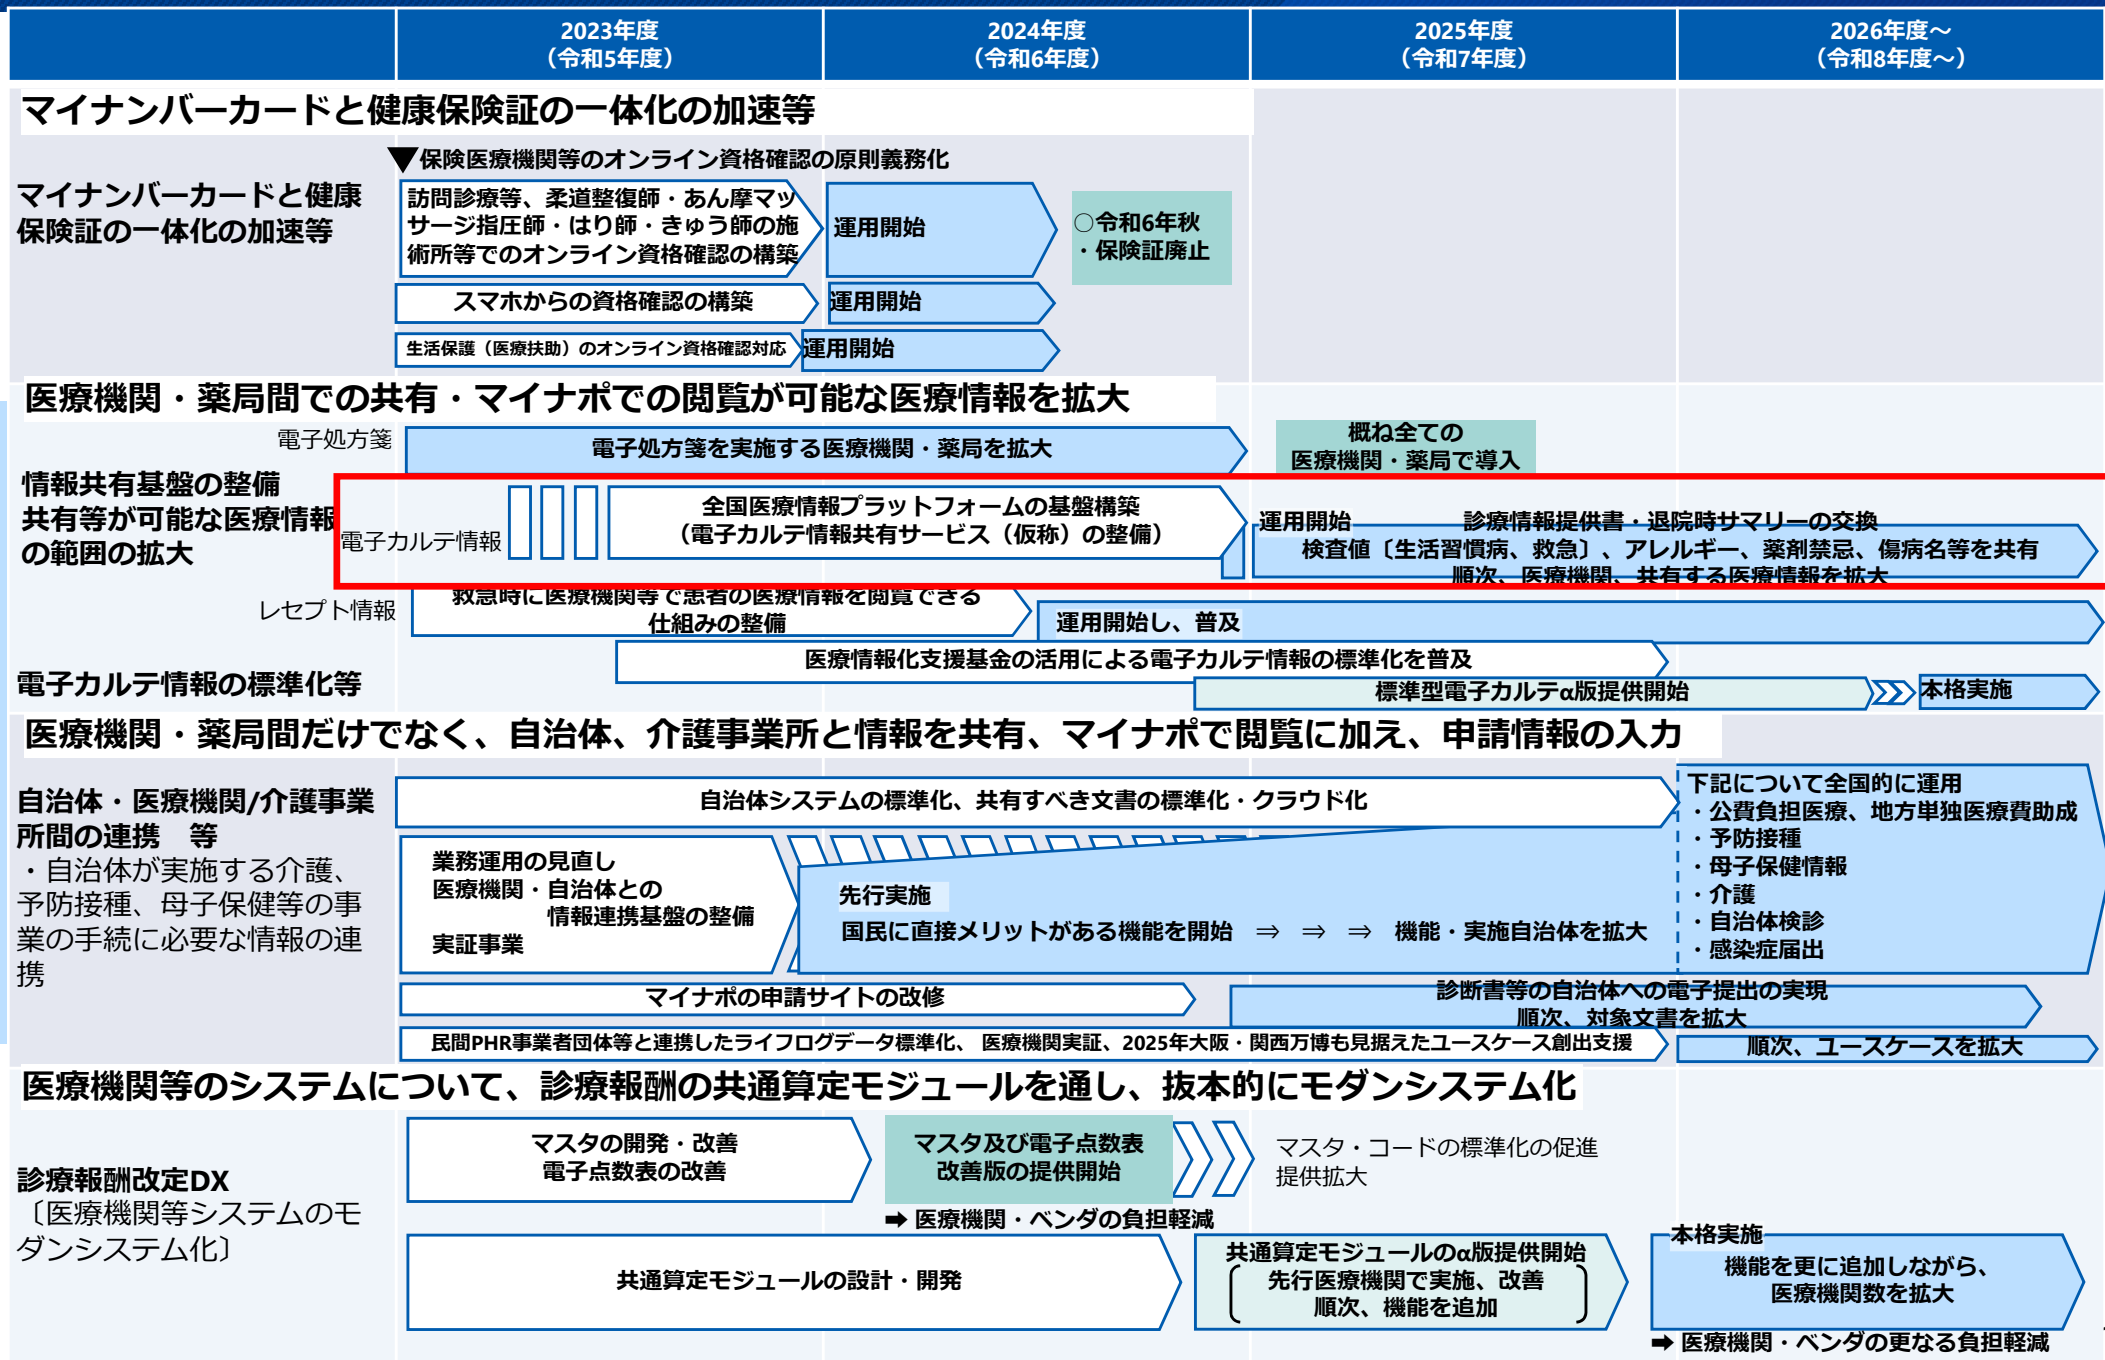 2023年度
（令和5年度）
2024年度
（令和6年度）
2025年度
（令和7年度）
2026年度～
（令和8年度～）
マイナンバーカードと健康保険証の一体化の加速等
マイナンバーカードと健康
保険証の一体化の加速等
▼保険医療機関等のオンライン資格確認の原則義務化
訪問診療等、柔道整復師・あん摩マッ
サージ指圧師・はり師・きゅう師の施
術所等でのオンライン資格確認の構築
運用開始
○令和6年秋
・保険証廃止
スマホからの資格確認の構築
運用開始
生活保護（医療扶助）のオンライン資格確認対応
運用開始
医療機関・薬局間での共有・マイナポでの閲覧が可能な医療情報を拡大
情報共有基盤の整備
共有等が可能な医療情報
の範囲の拡大
電子処方箋
電子処方箋を実施する医療機関・薬局を拡大
概ね全ての
医療機関・薬局で導入
電子カルテ情報
全国医療情報プラットフォームの基盤構築
（電子カルテ情報共有サービス（仮称）の整備）
運用開始
診療情報提供書・退院時サマリーの交換
検査値〔生活習慣病、救急〕、アレルギー、薬剤禁忌、傷病名等を共有
順次、医療機関、共有する医療情報を拡大
レセプト情報
救急時に医療機関等で患者の医療情報を閲覧できる
仕組みの整備
運用開始し、普及
電子カルテ情報の標準化等
医療情報化支援基金の活用による電子カルテ情報の標準化を普及
標準型電子カルテα版提供開始
本格実施
医療機関・薬局間だけでなく、自治体、介護事業所と情報を共有、マイナポで閲覧に加え、申請情報の入力
自治体・医療機関/介護事業
所間の連携　等
・自治体が実施する介護、
予防接種、母子保健等の事
業の手続に必要な情報の連
携
自治体システムの標準化、共有すべき文書の標準化・クラウド化
業務運用の見直し
医療機関・自治体との
情報連携基盤の整備
実証事業
先行実施
国民に直接メリットがある機能を開始　⇒　⇒　⇒　機能・実施自治体を拡大
下記について全国的に運用
・公費負担医療、地方単独医療費助成
・予防接種
・母子保健情報
・介護
・自治体検診
・感染症届出
マイナポの申請サイトの改修
診断書等の自治体への電子提出の実現
順次、対象文書を拡大
民間PHR事業者団体等と連携したライフログデータ標準化、 医療機関実証、2025年大阪・関西万博も見据えたユースケース創出支援
順次、ユースケースを拡大
医療機関等のシステムについて、診療報酬の共通算定モジュールを通し、抜本的にモダンシステム化
診療報酬改定DX
〔医療機関等システムのモ
ダンシステム化〕
マスタの開発・改善
電子点数表の改善
マスタ及び電子点数表
改善版の提供開始
マスタ・コードの標準化の促進
提供拡大
➡ 医療機関・ベンダの負担軽減
共通算定モジュールの設計・開発
共通算定モジュールのα版提供開始
先行医療機関で実施、改善
順次、機能を追加
本格実施
機能を更に追加しながら、
医療機関数を拡大
➡ 医療機関・ベンダの更なる負担軽減